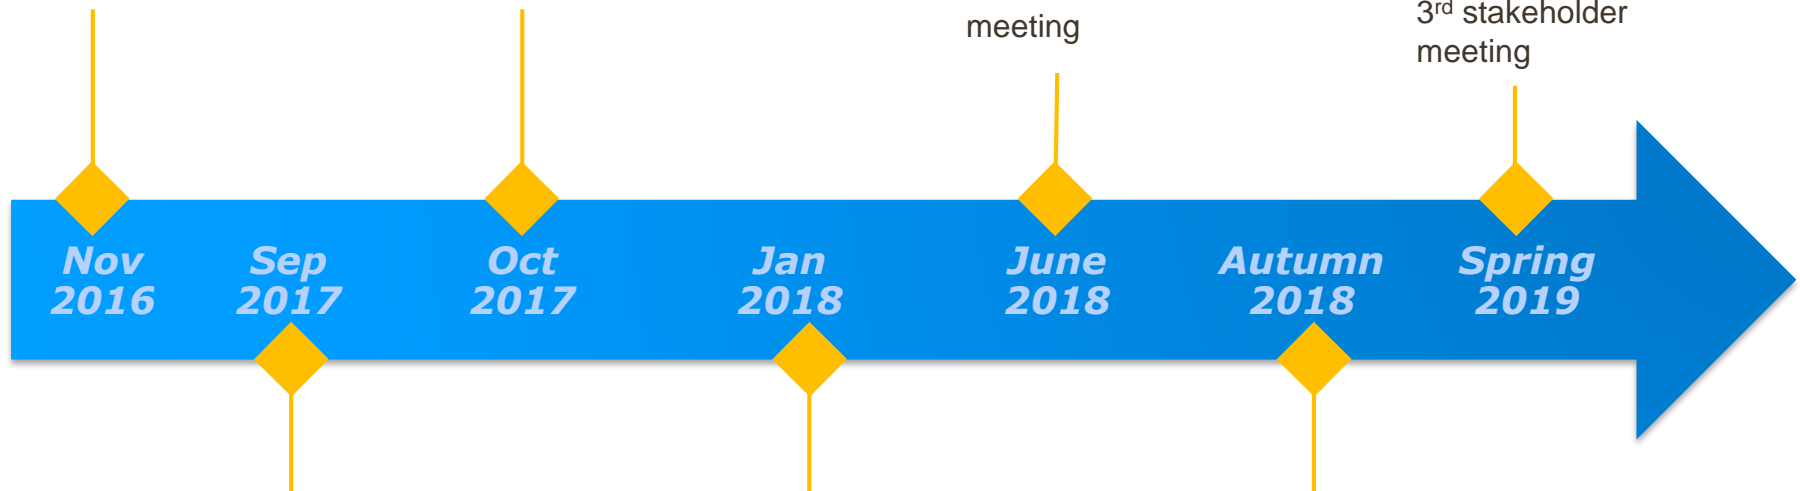 meeting
3rd stakeholder
meeting
Nov
2016
Sep
2017
Oct
2017
Jan
2018
June
2018
Autumn
2018
Spring
2019